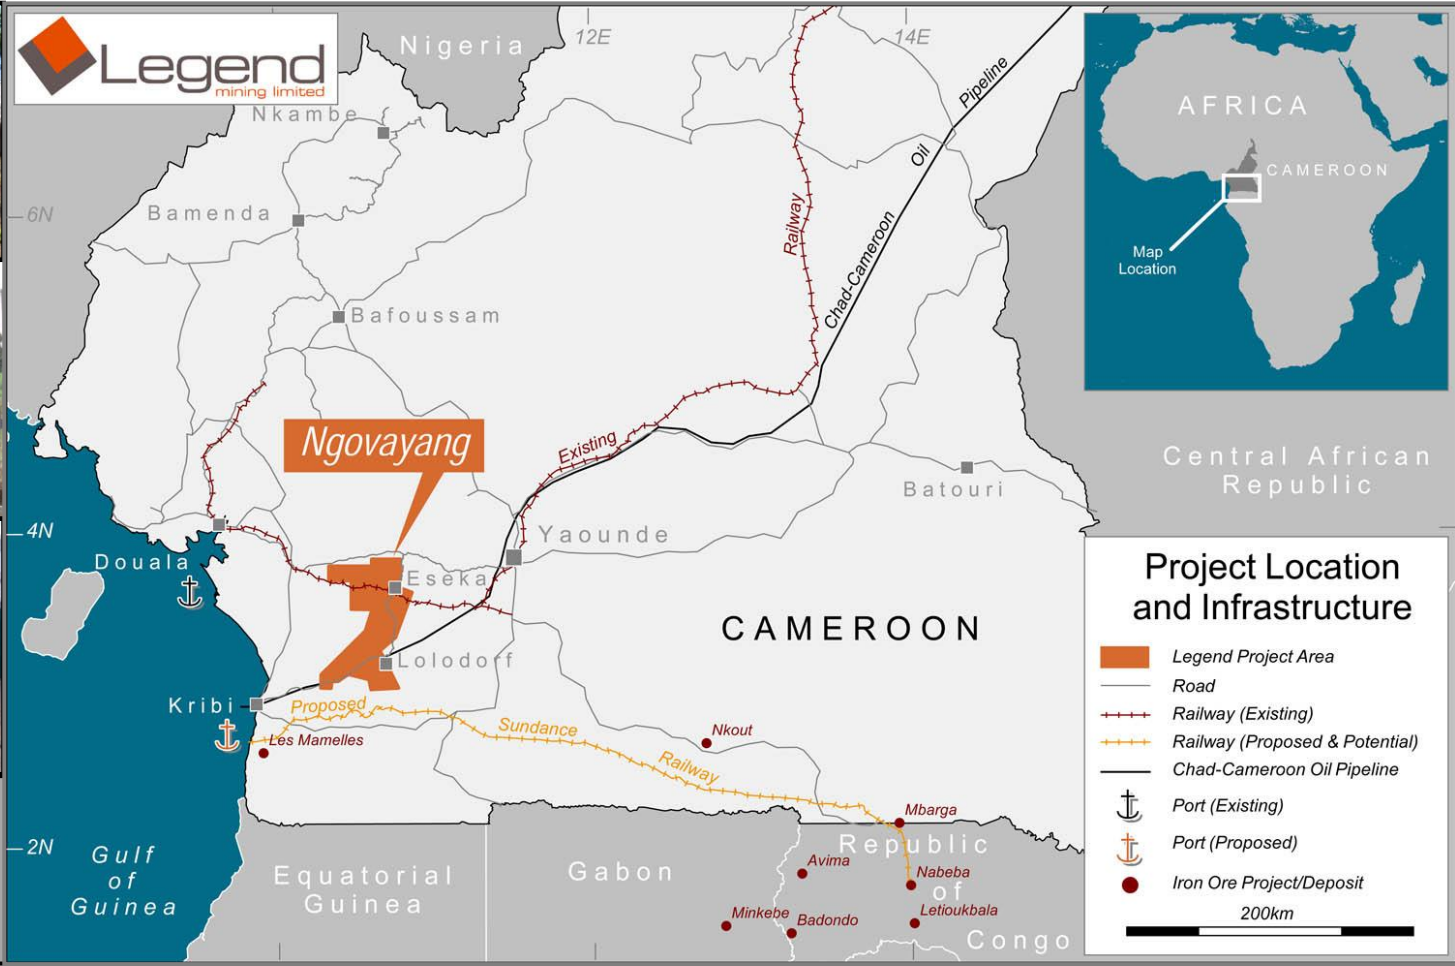 Legend
mining limited
Nigeria
12E
14E
Nkambe
Pipeline
Oil
Chad-Cameroon
Railway
Existing
6N
Bamenda
Bafoussam
Ngovayang
Batouri
4N
Yaounde
Douala
Eseka
CAMEROON
Lolodorf
Kribi
Proposed
Sundance
Railway
Les Mamelles
Nkout
Mbarga
2N
Gulf
of
Guinea
Equatorial
Guinea
Gabon
Republic
of
Congo
Avima
Nabeba
Minkebe
Badondo
Letioukbala
Central African
Republic
AFRICA
CAMEROON
Map
Location
Project Location
and Infrastructure
Legend Project Area
Road
Railway (Existing)
Railway (Proposed & Potential)
Chad-Cameroon Oil Pipeline
Port (Existing)
Port (Proposed)
Iron Ore Project/Deposit
200km